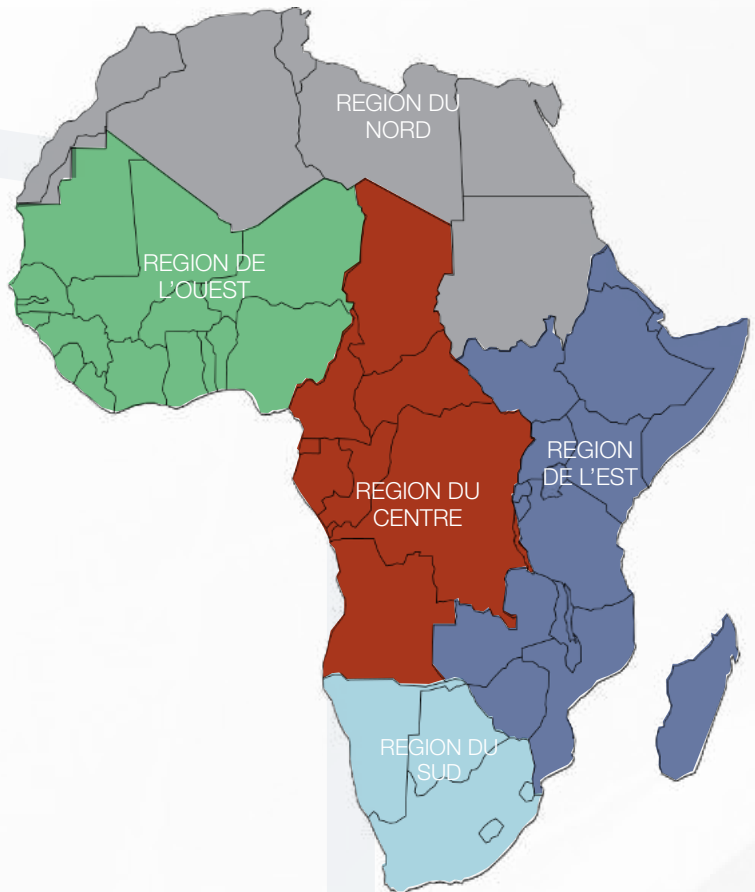 REGION DU
NORD
REGION DE
L'OUEST
REGION
DE L'EST
REGION DU
CENTRE
REGION DU
SUD